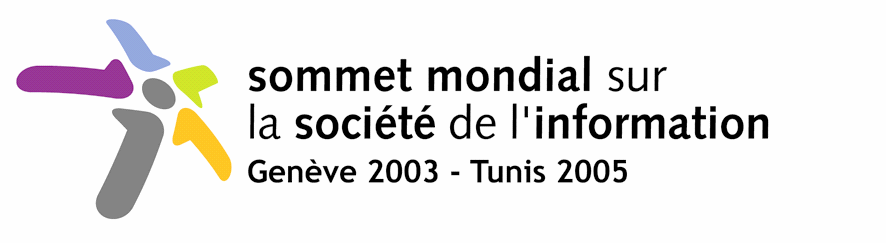 sommet mondial sur
la société de l'information
Genève 2003 - Tunis 2005